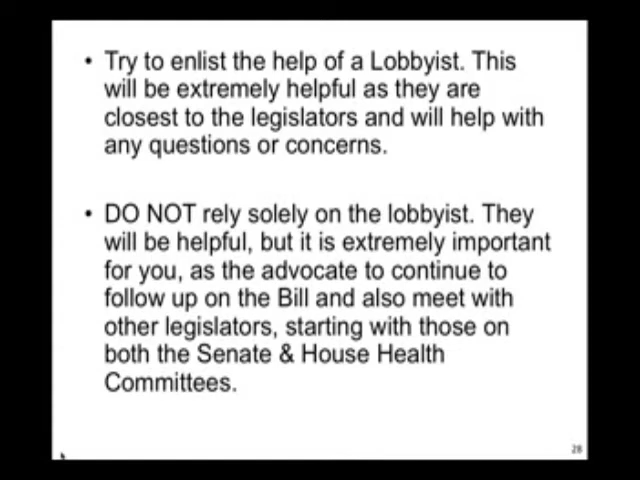 • Try to enlist the help of a Lobbyist. This
will be extremely helpful as they are
closest to the legislators and will help with
any questions or concerns.
• DO NOT rely solely on the lobbyist. They
will be helpful, but it is extremely important
for you, as the advocate to continue to
follow up on the Bill and also meet with
other legislators, starting with those on
both the Senate & House Health
Committees.
28